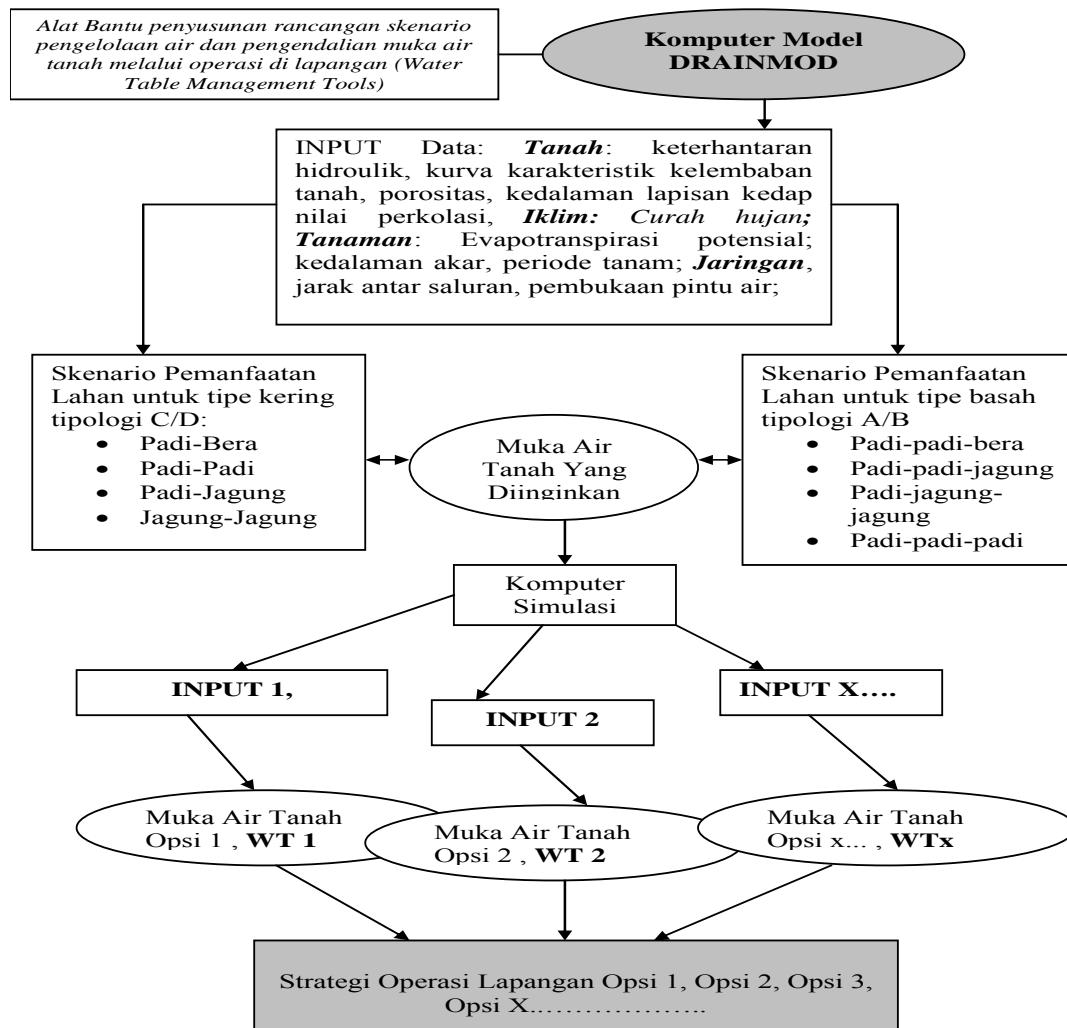 Alat Bantu penyusunan rancangan skenario
pengelolaan air dan pengendalian muka air
tanah melalui operasi di lapangan (Water
Table Management Tools)
Komputer Model
DRAINMOD
INPUT Data: Tanah: keterhantaran
hidroulik, kurva karakteristik kelembaban
tanah, porositas, kedalaman lapisan kedap
nilai perkolasi, Iklim: Curah hujan;
Tanaman: Evapotranspirasi potensial;
kedalaman akar, periode tanam; Jaringan,
jarak antar saluran, pembukaan pintu air;
Skenario Pemanfaatan
Lahan untuk tipe kering
tipologi C/D:
• Padi-Bera
• Padi-Padi
• Padi-Jagung
• Jagung-Jagung
Muka Air
Tanah Yang
Diinginkan
Skenario Pemanfaatan
Lahan untuk tipe basah
tipologi A/B
• Padi-padi-bera
• Padi-padi-jagung
• Padi-jagung-
jagung
• Padi-padi-padi
Komputer
Simulasi
INPUT 1,
INPUT 2
INPUT X....
Muka Air Tanah
Opsi 1 , WT 1
Muka Air Tanah
Opsi 2 , WT 2
Muka Air Tanah
Opsi x... , WTx
Strategi Operasi Lapangan Opsi 1, Opsi 2, Opsi 3,
Opsi X....................